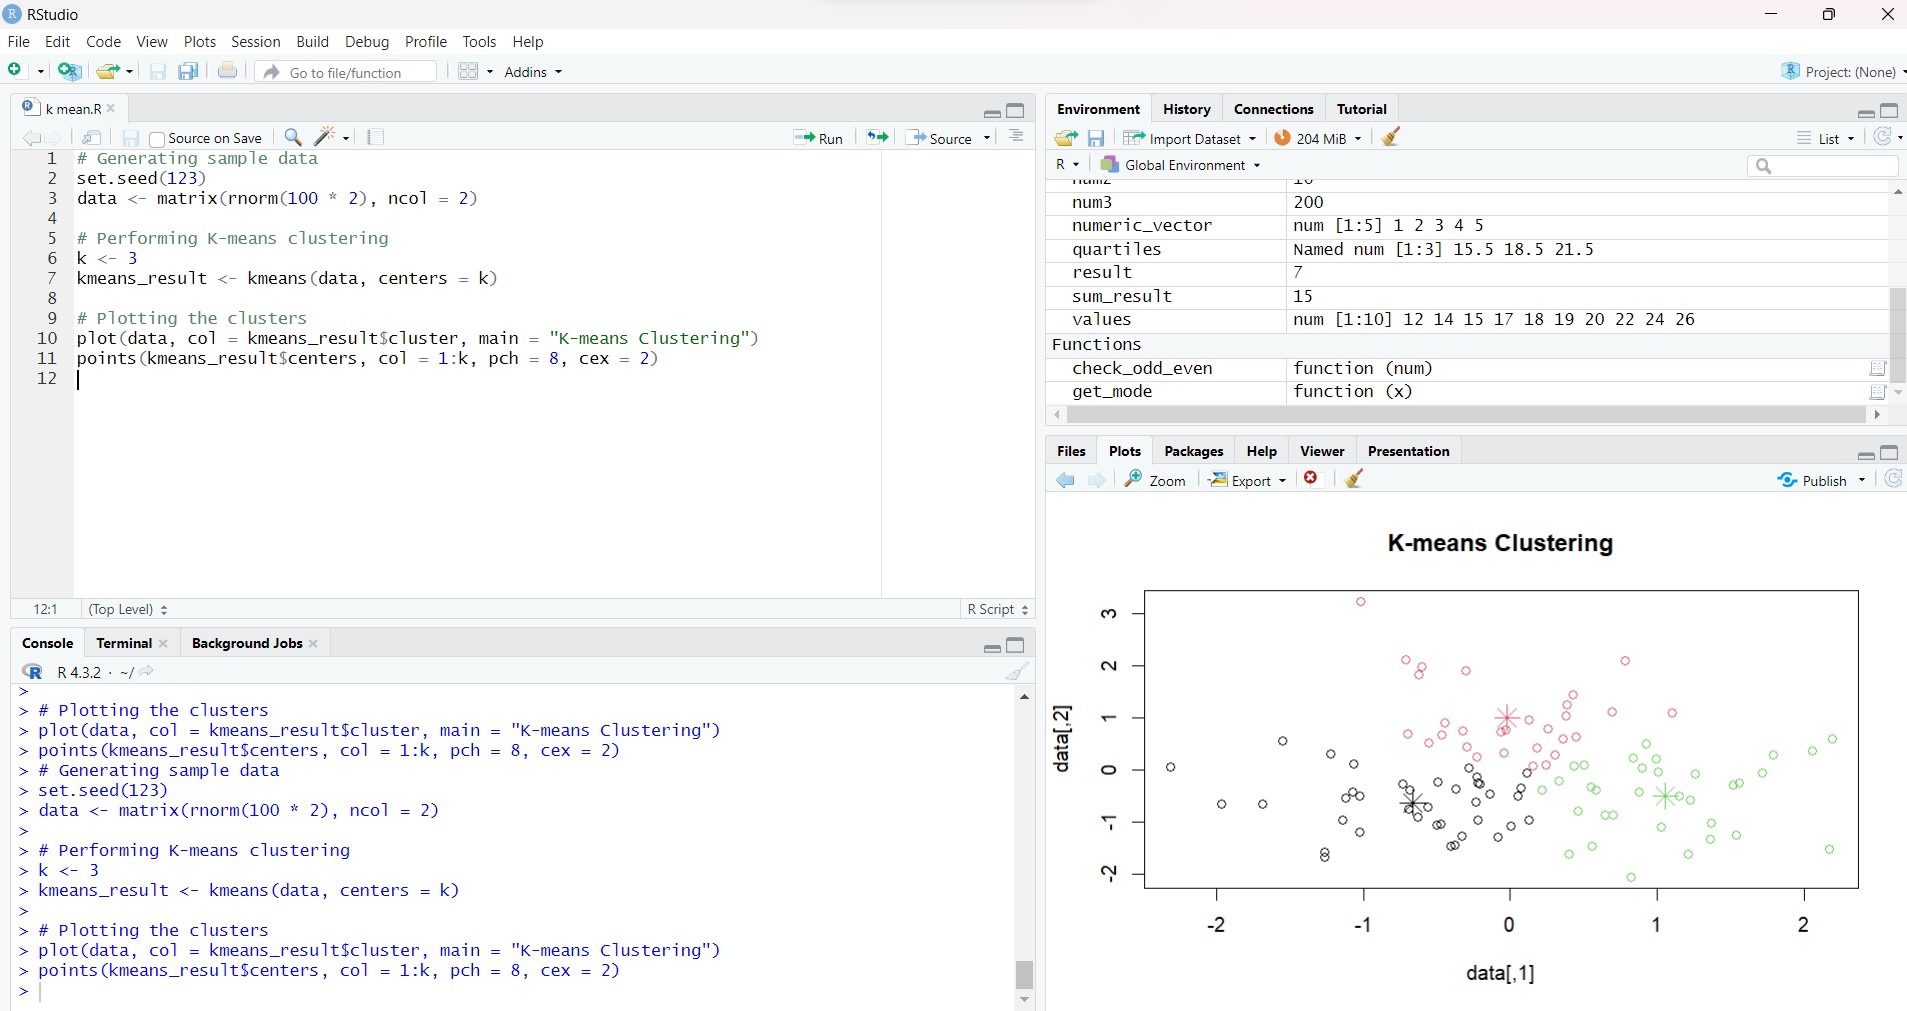 RStudio
File Edit Code View Plots Session Build Debug Profile Tools Help
Go to file/function Addins Project: (None)
k mean.R
Source on Save Run Source
1 # Generating sample data
2 set.seed(123)
3 data <- matrix(rnorm(100 * 2), ncol = 2)
4
5 # Performing K-means clustering
6 k <- 3
7 kmeans_result <- kmeans(data, centers = k)
8
9 # Plotting the clusters
10 plot(data, col = kmeans_result$cluster, main = "K-means Clustering")
11 points(kmeans_result$centers, col = 1:k, pch = 8, cex = 2)
12
12:1 (Top Level) R Script
Console Terminal Background Jobs
R 4.3.2 · ~/
>
> # Plotting the clusters
> plot(data, col = kmeans_result$cluster, main = "K-means Clustering")
> points(kmeans_result$centers, col = 1:k, pch = 8, cex = 2)
> # Generating sample data
> set.seed(123)
> data <- matrix(rnorm(100 * 2), ncol = 2)
>
> # Performing K-means clustering
> k <- 3
> kmeans_result <- kmeans(data, centers = k)
>
> # Plotting the clusters
> plot(data, col = kmeans_result$cluster, main = "K-means Clustering")
> points(kmeans_result$centers, col = 1:k, pch = 8, cex = 2)
>
Environment History Connections Tutorial
Import Dataset 204 MiB List
R Global Environment
num3 200
numeric_vector num [1:5] 1 2 3 4 5
quartiles Named num [1:3] 15.5 18.5 21.5
result 7
sum_result 15
values num [1:10] 12 14 15 17 18 19 20 22 24 26
Functions
check_odd_even function (num)
get_mode function (x)
Files Plots Packages Help Viewer Presentation
Zoom Export Publish
K-means Clustering
data[,2]
3
2
1
0
-1
-2
-2 -1 0 1 2
data[,1]